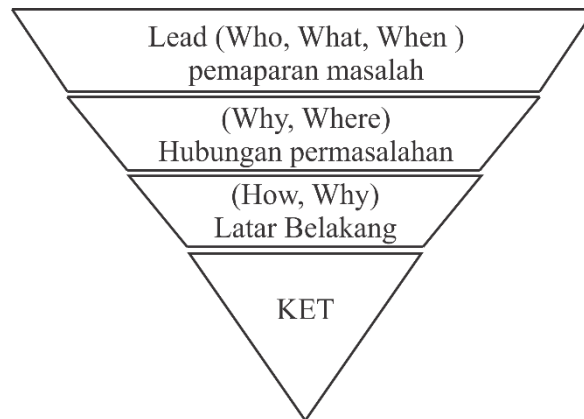 Lead (Who, What, When )
pemaparan masalah
(Why, Where)
Hubungan permasalahan
(How, Why)
Latar Belakang
KET